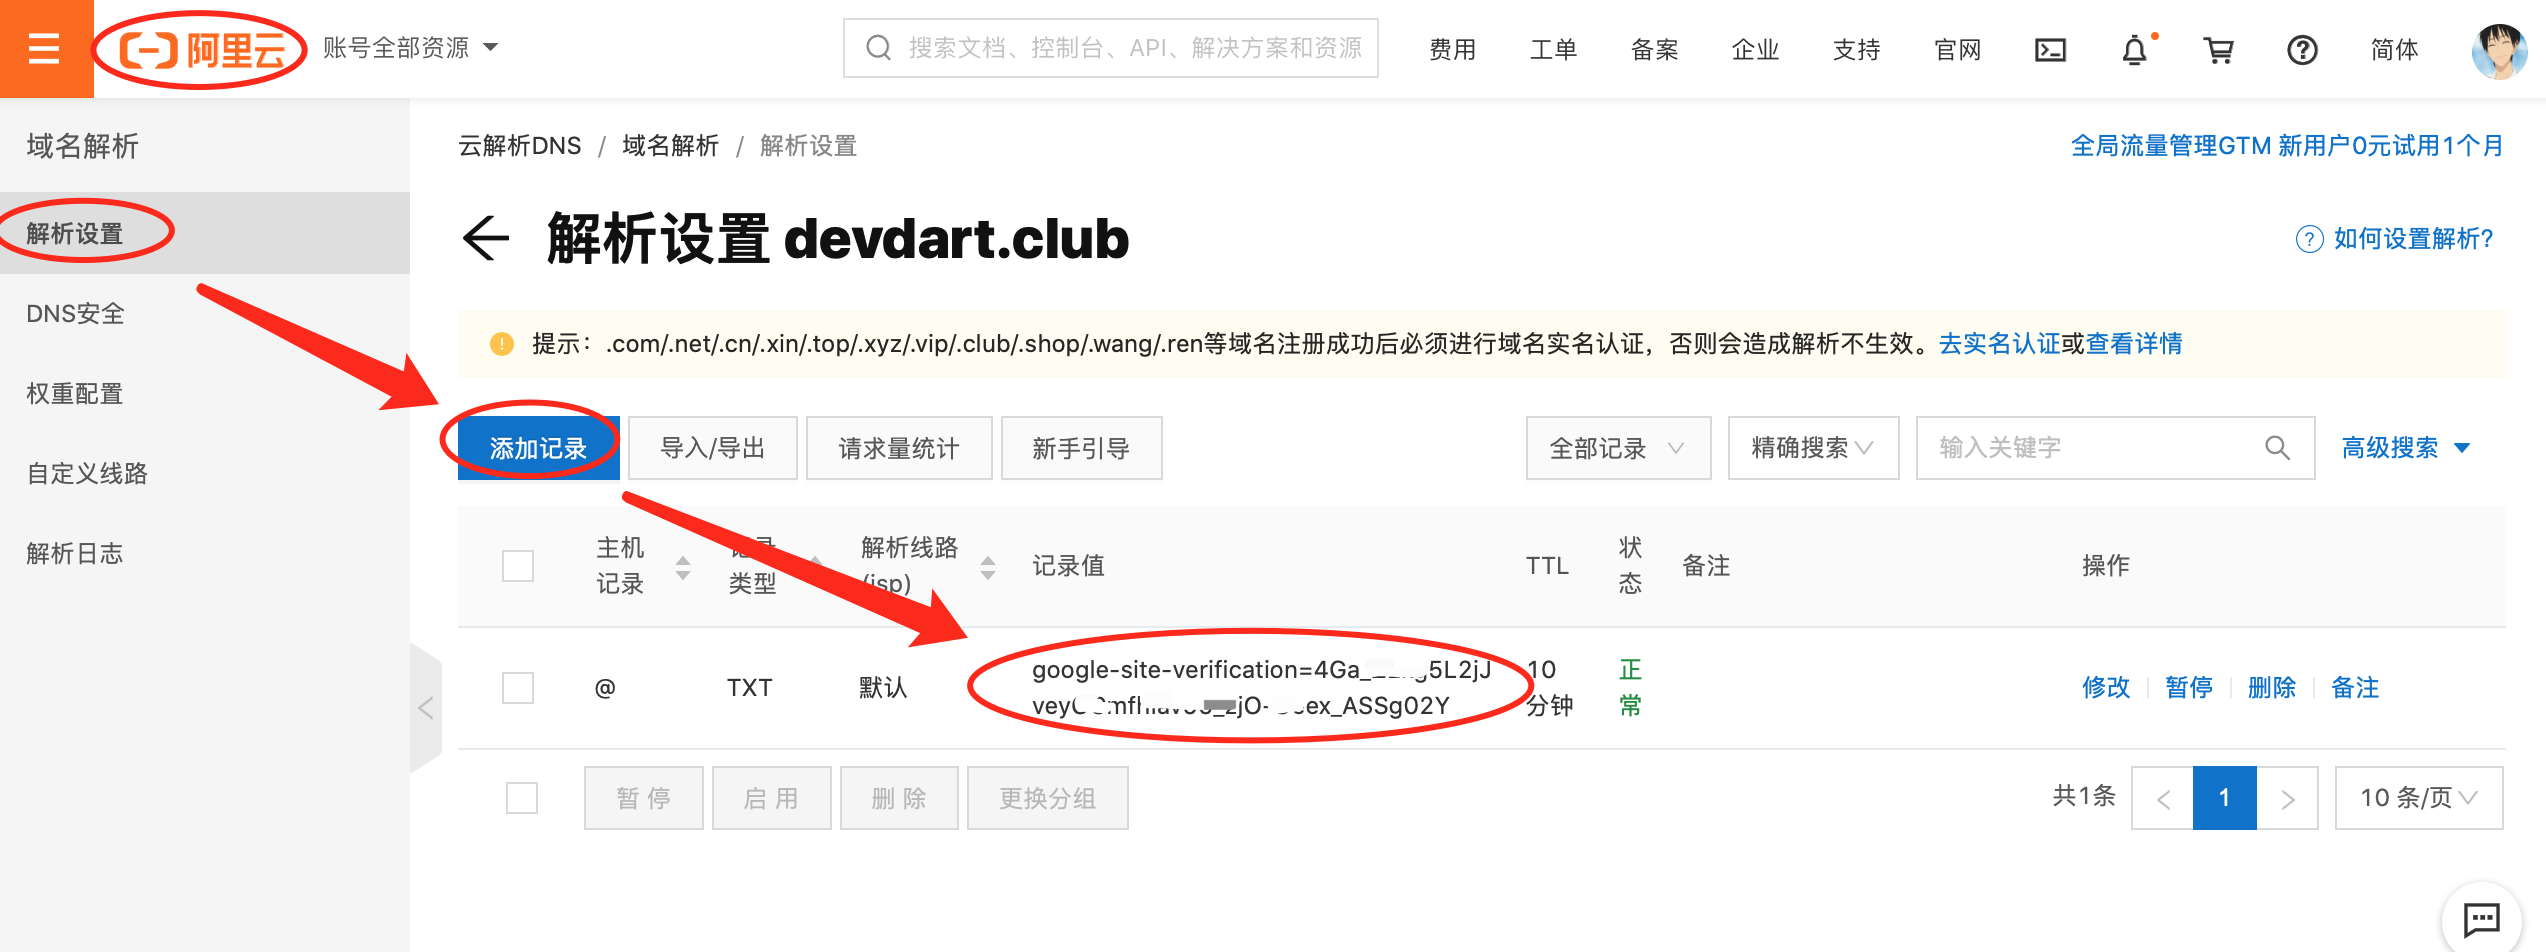 阿里云 账号全部资源 搜索文档、控制台、API、解决方案和资源 费用 工单 备案 企业 支持 官网 简体
域名解析
解析设置
DNS安全
权重配置
自定义线路
解析日志
云解析DNS / 域名解析 / 解析设置 全局流量管理GTM 新用户0元试用1个月
解析设置 devdart.club
如何设置解析?
提示：.com/.net/.cn/.xin/.top/.xyz/.vip/.club/.shop/.wang/.ren等域名注册成功后必须进行域名实名认证，否则会造成解析不生效。去实名认证或查看详情
添加记录 导入/导出 请求量统计 新手引导 全部记录 精确搜索 输入关键字 高级搜索
主机
记录
记录
类型
解析线路
(isp)
记录值
TTL
状
态
备注
操作
@
TXT
默认
google-site-verification=4Ga_
5L2jJ
ex_ASSg02Y
10
分钟
正
常
修改 暂停 删除 备注
暂 停 启 用 删 除 更换分组 共1条 1 10 条/页